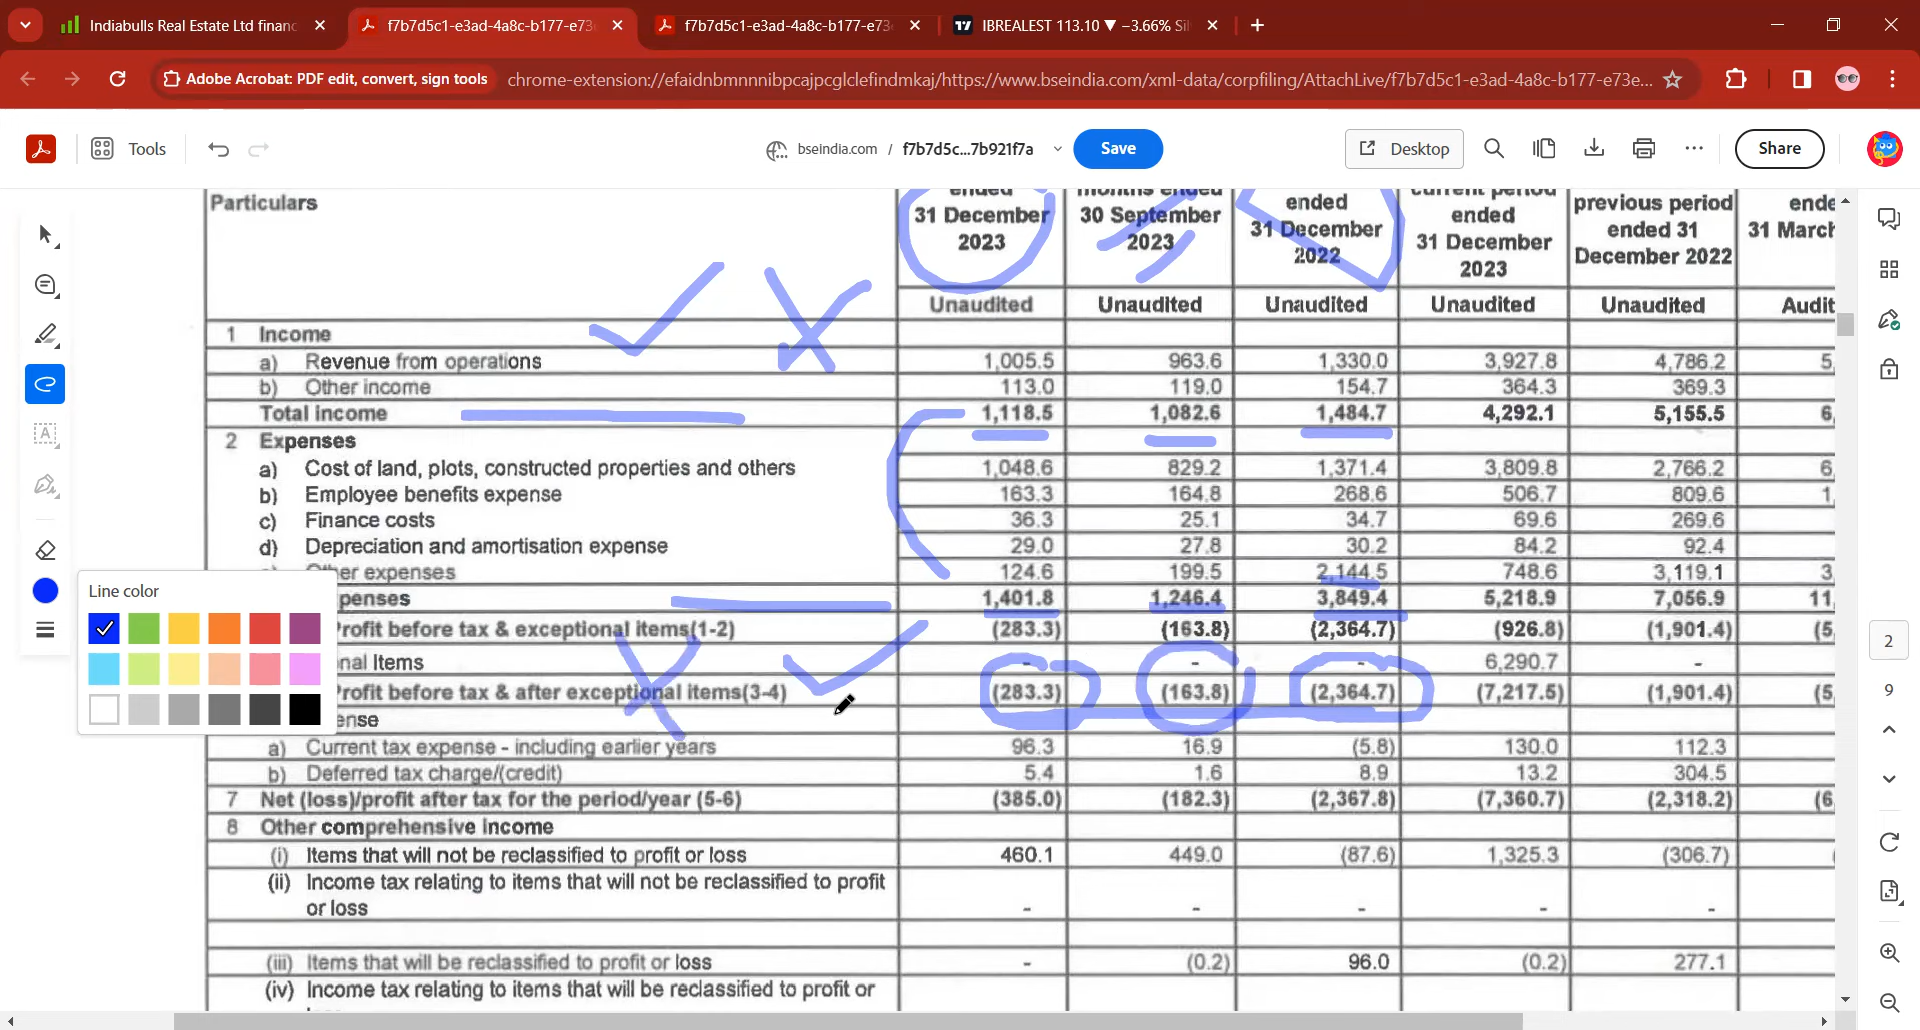 Indiabulls Real Estate Ltd financ
f7b7d5c1-e3ad-4a8c-b177-e73
f7b7d5c1-e3ad-4a8c-b177-e73
IBREALEST 113.10 ▼ −3.66%
Adobe Acrobat: PDF edit, convert, sign tools
chrome-extension://efaidnbmnnnibpcajpcglclefindmkaj/https://www.bseindia.com/xml-data/corpfiling/AttachLive/f7b7d5c1-e3ad-4a8c-b177-e73e...
Tools
bseindia.com / f7b7d5c...7b921f7a
Save
Desktop
Share
Particulars ended 31 December 2023 months ended 30 September 2023 ended 31 December 2022 current period ended 31 December 2023 previous period ended 31 December 2022 ende 31 March
Unaudited Unaudited Unaudited Unaudited Unaudited Audit
1 Income
a) Revenue from operations 1,005.5 963.6 1,330.0 3,927.8 4,786.2 5,
b) Other income 113.0 119.0 154.7 364.3 369.3
Total income 1,118.5 1,082.6 1,484.7 4,292.1 5,155.5 6,
2 Expenses
a) Cost of land, plots, constructed properties and others 1,048.6 829.2 1,371.4 3,809.8 2,766.2 6,
b) Employee benefits expense 163.3 164.8 268.6 506.7 809.6 1,
c) Finance costs 36.3 25.1 34.7 69.6 269.6
d) Depreciation and amortisation expense 29.0 27.8 30.2 84.2 92.4
Other expenses 124.6 199.5 2,144.5 748.6 3,119.1 3,
penses 1,401.8 1,246.4 3,849.4 5,218.9 7,056.9 11,
Profit before tax & exceptional items(1-2) (283.3) (163.8) (2,364.7) (926.8) (1,901.4) (5,
nal Items - - - 6,290.7 -
Profit before tax & after exceptional items(3-4) (283.3) (163.8) (2,364.7) (7,217.5) (1,901.4) (5,
ense
a) Current tax expense - including earlier years 96.3 16.9 (5.8) 130.0 112.3
b) Deferred tax charge/(credit) 5.4 1.6 8.9 13.2 304.5
7 Net (loss)/profit after tax for the period/year (5-6) (385.0) (182.3) (2,367.8) (7,360.7) (2,318.2) (6,
8 Other comprehensive income
(i) Items that will not be reclassified to profit or loss 460.1 449.0 (87.6) 1,325.3 (306.7) (
(ii) Income tax relating to items that will not be reclassified to profit
or loss - - - - -
(iii) Items that will be reclassified to profit or loss - (0.2) 96.0 (0.2) 277.1
(iv) Income tax relating to items that will be reclassified to profit or
Line color
2
9